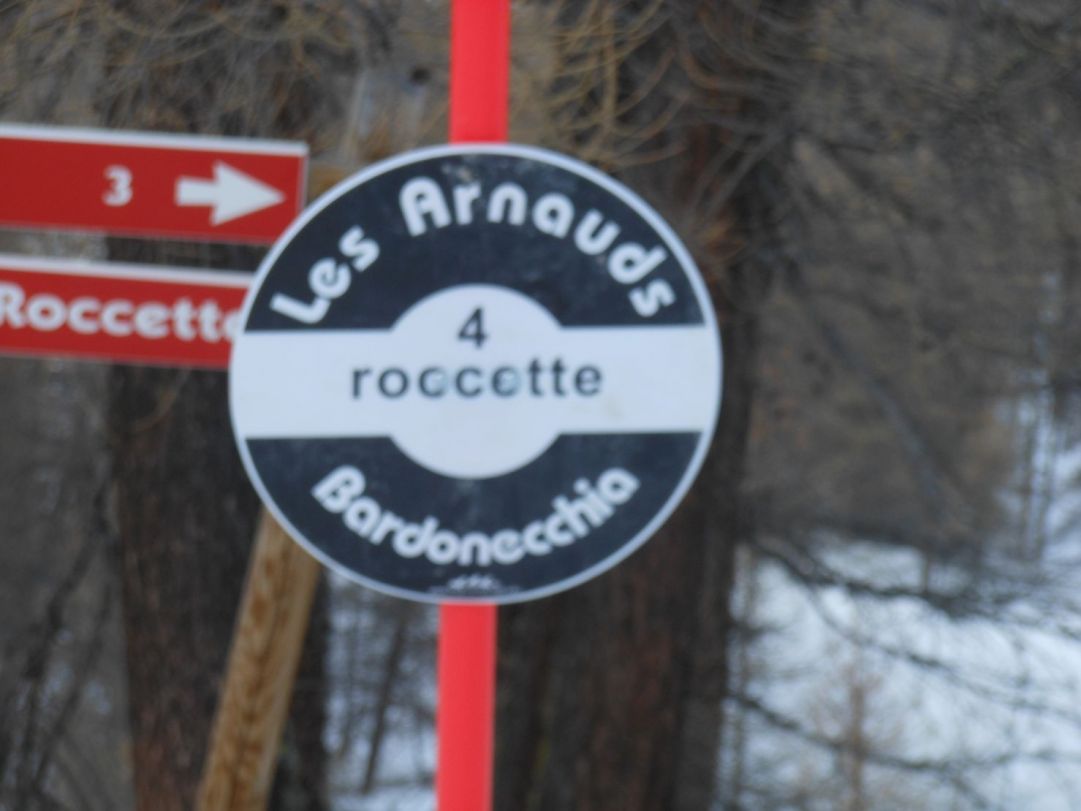 3
Roccette
Les Arnauds
4
roccette
Bardonecchia